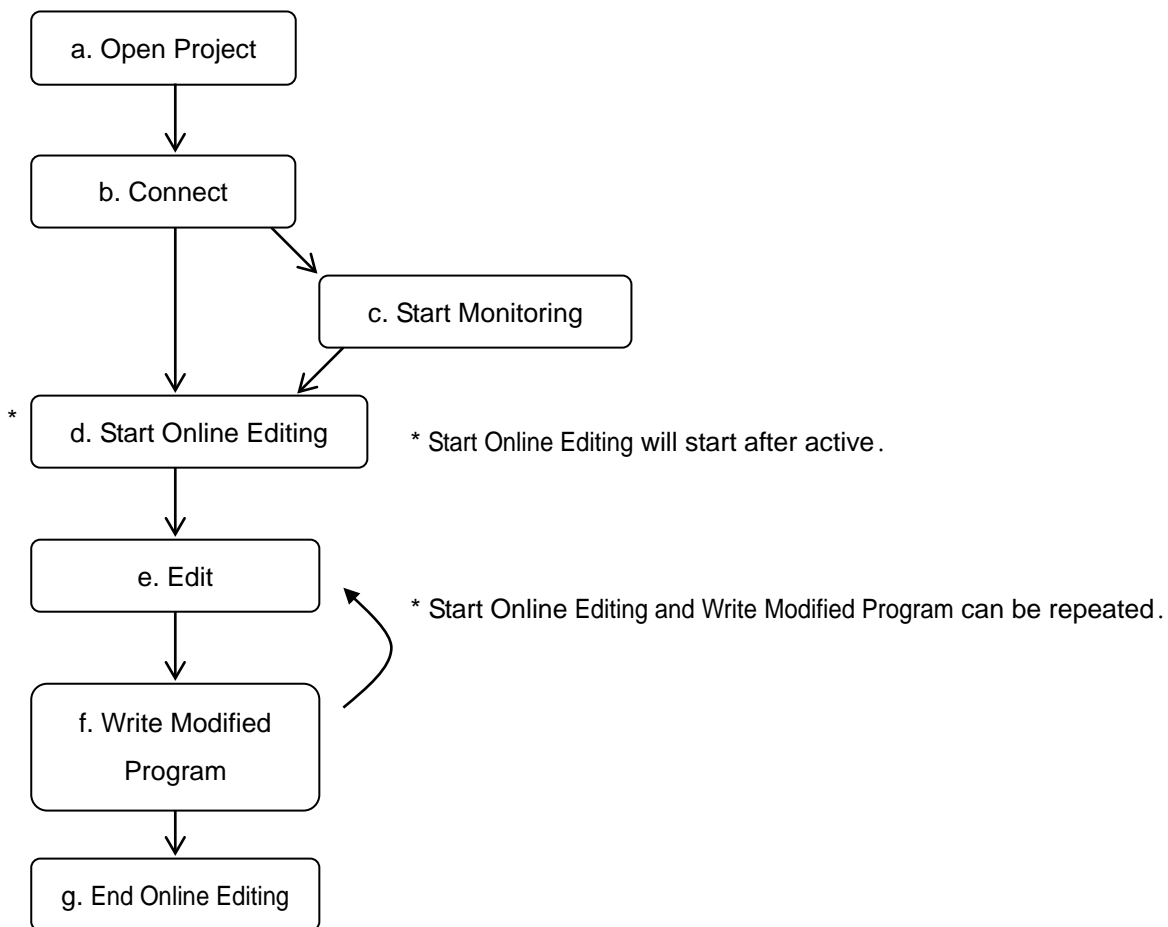 a. Open Project
b. Connect
c. Start Monitoring
*
d. Start Online Editing
* Start Online Editing will start after active.
e. Edit
* Start Online Editing and Write Modified Program can be repeated.
f. Write Modified
Program
g. End Online Editing